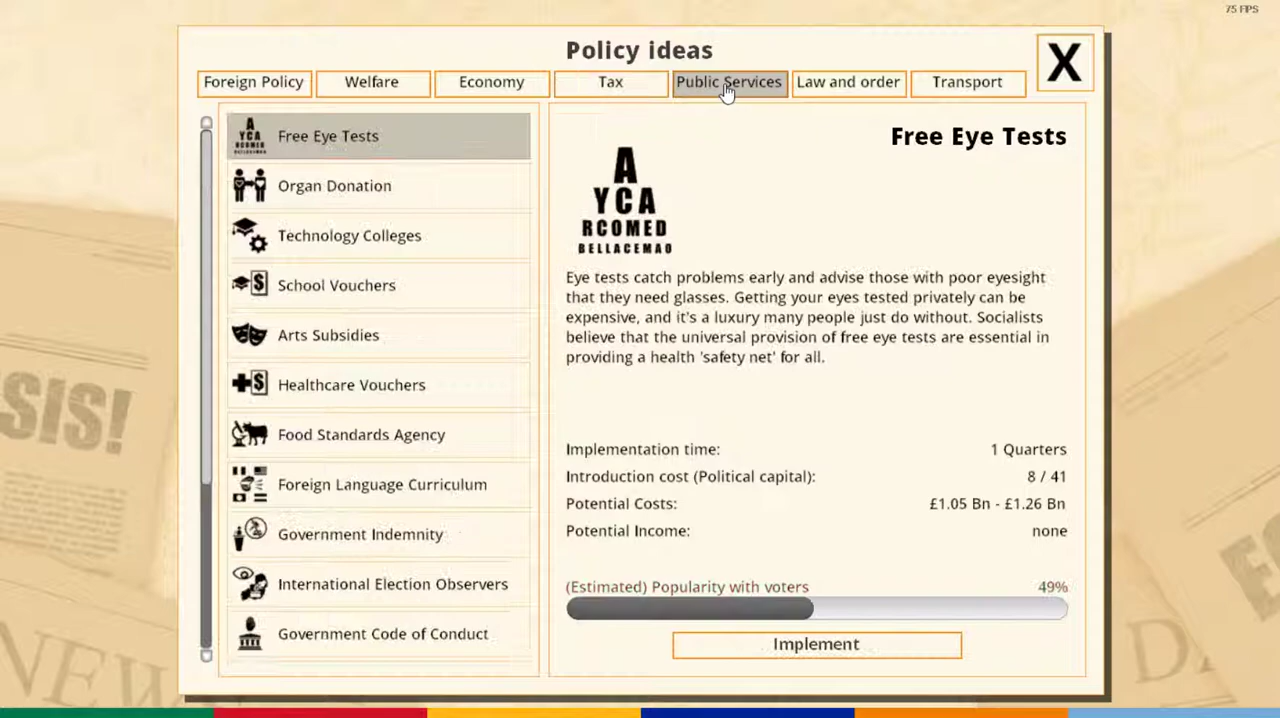 75 FPS
Policy ideas
X
Foreign Policy
Welfare
Economy
Tax
Public Services
Law and order
Transport
Free Eye Tests
Organ Donation
Technology Colleges
School Vouchers
Arts Subsidies
Healthcare Vouchers
Food Standards Agency
Foreign Language Curriculum
Government Indemnity
International Election Observers
Government Code of Conduct
Free Eye Tests
A
YCA
RCOMED
BELLACEMAO
Eye tests catch problems early and advise those with poor eyesight
that they need glasses. Getting your eyes tested privately can be
expensive, and it's a luxury many people just do without. Socialists
believe that the universal provision of free eye tests are essential in
providing a health 'safety net' for all.
Implementation time: 1 Quarters
Introduction cost (Political capital): 8 / 41
Potential Costs: £1.05 Bn - £1.26 Bn
Potential Income: none
(Estimated) Popularity with voters 49%
Implement
SIS!
NEW